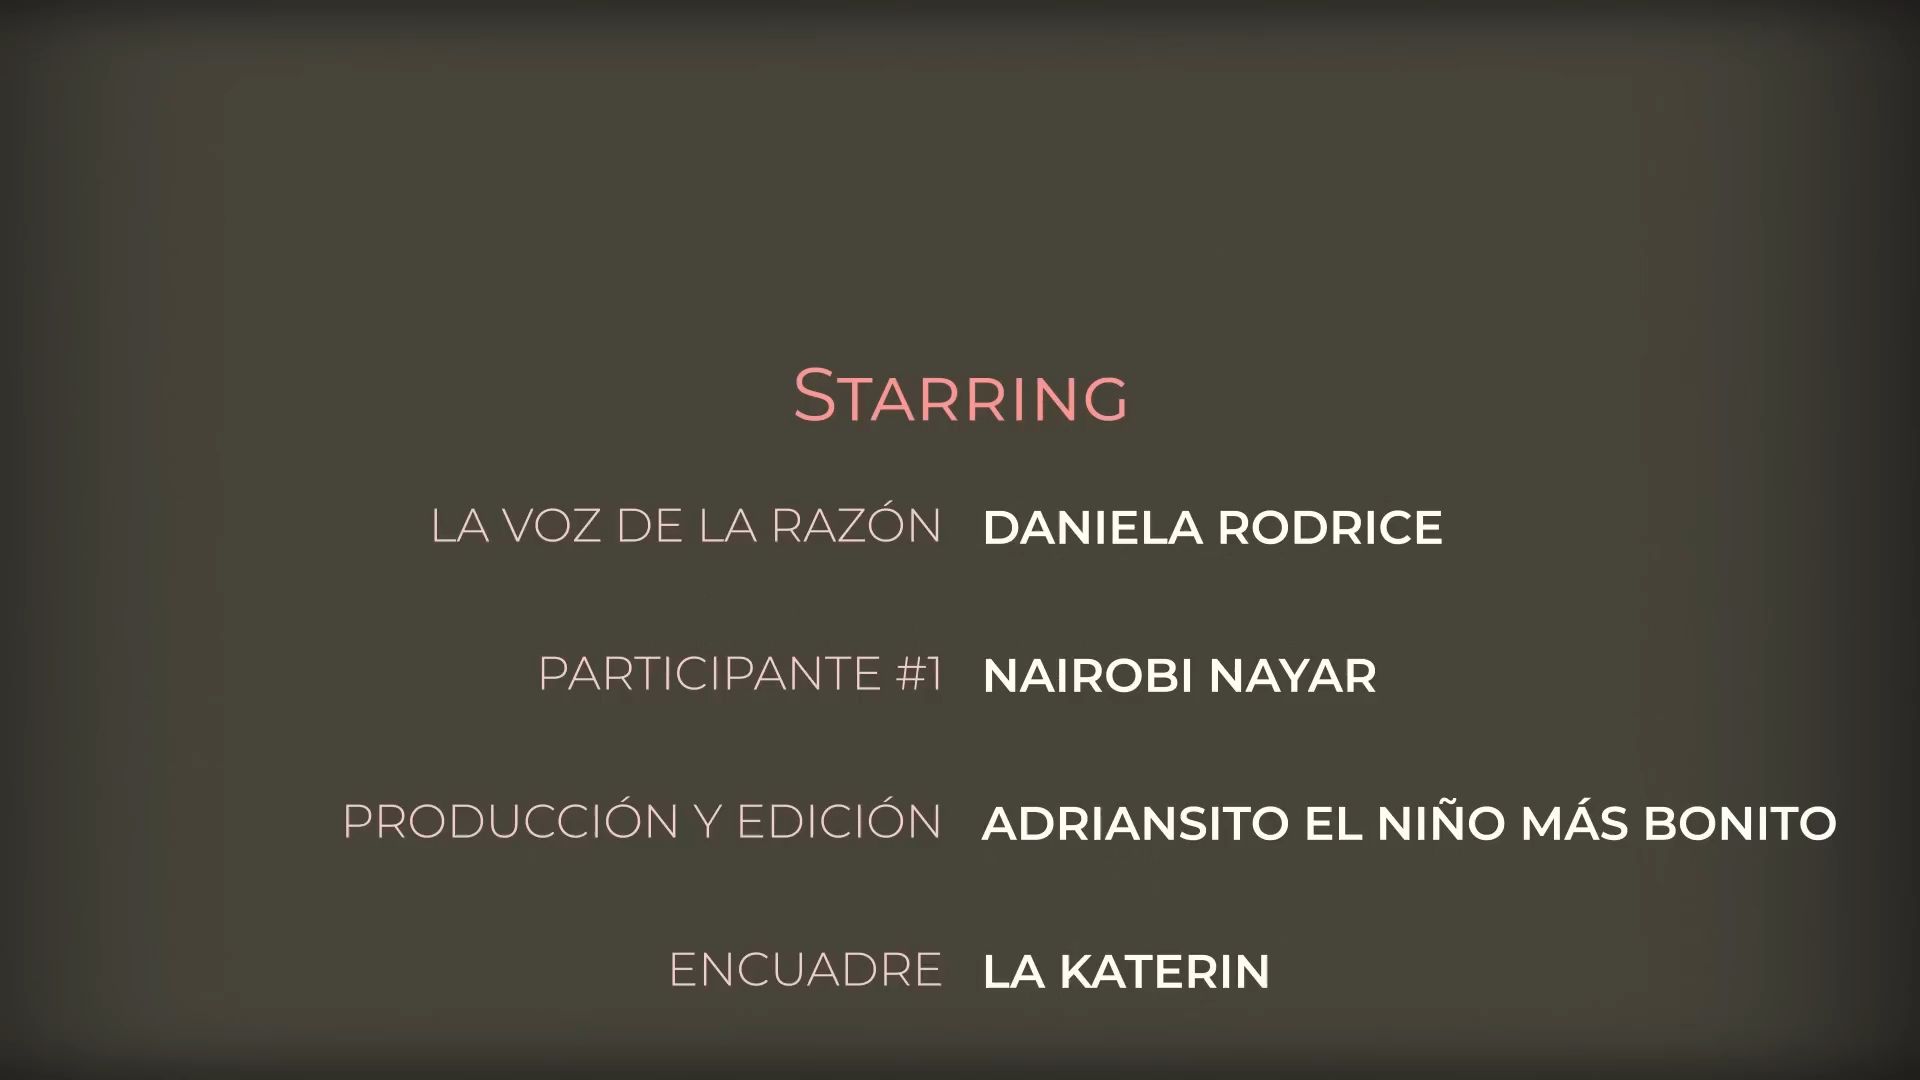 Starring
LA VOZ DE LA RAZÓN DANIELA RODRICE
PARTICIPANTE #1 NAIROBI NAYAR
PRODUCCIÓN Y EDICIÓN ADRIANSITO EL NIÑO MÁS BONITO
ENCUADRE LA KATERIN